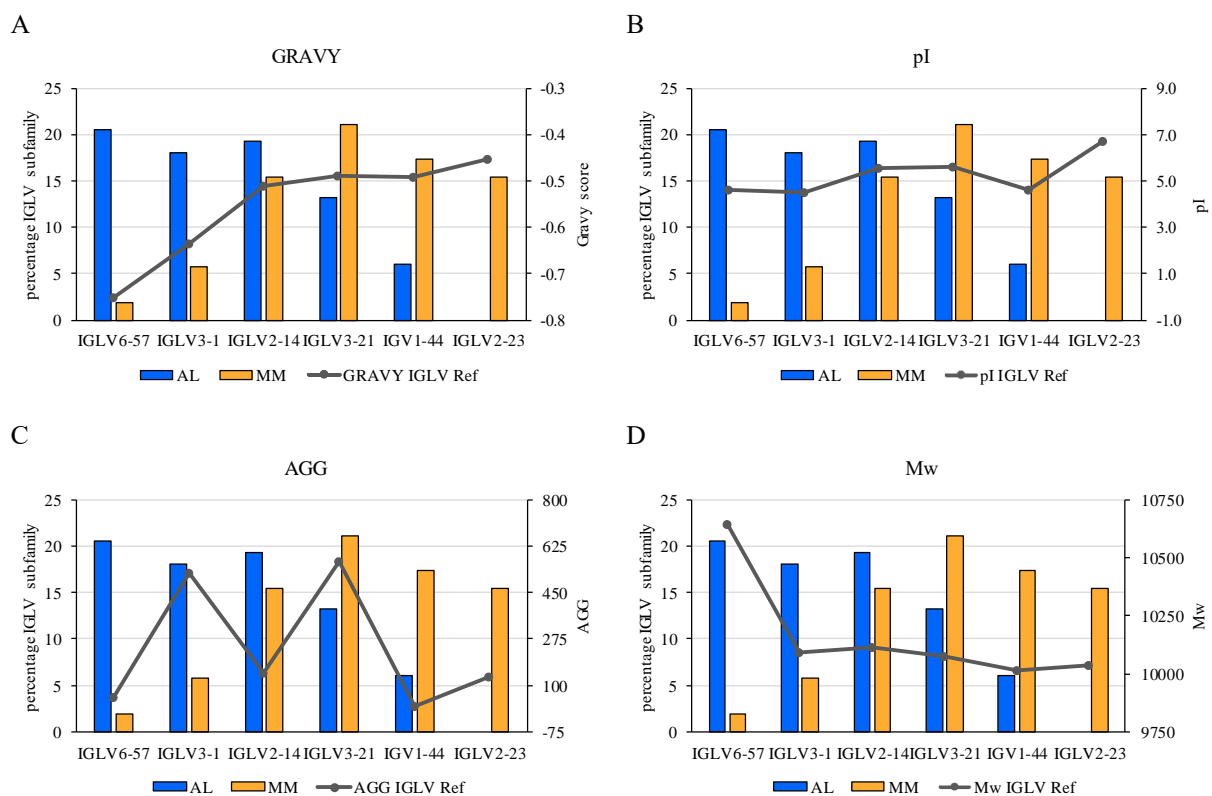 A
GRAVY
percentage IGLV subfamily
25
20
15
10
5
0
-0.3
-0.4
-0.5
-0.6
-0.7
-0.8
Gravy score
IGLV6-57 IGLV3-1 IGLV2-14 IGLV3-21 IGV1-44 IGLV2-23
AL MM GRAVY IGLV Ref
B
pI
percentage IGLV subfamily
25
20
15
10
5
0
9.0
7.0
5.0
3.0
1.0
-1.0
pI
IGLV6-57 IGLV3-1 IGLV2-14 IGLV3-21 IGV1-44 IGLV2-23
AL MM pI IGLV Ref
C
AGG
percentage IGLV subfamily
25
20
15
10
5
0
800
625
450
275
100
-75
AGG
IGLV6-57 IGLV3-1 IGLV2-14 IGLV3-21 IGV1-44 IGLV2-23
AL MM AGG IGLV Ref
D
Mw
percentage IGLV subfamily
25
20
15
10
5
0
10750
10500
10250
10000
9750
Mw
IGLV6-57 IGLV3-1 IGLV2-14 IGLV3-21 IGV1-44 IGLV2-23
AL MM Mw IGLV Ref